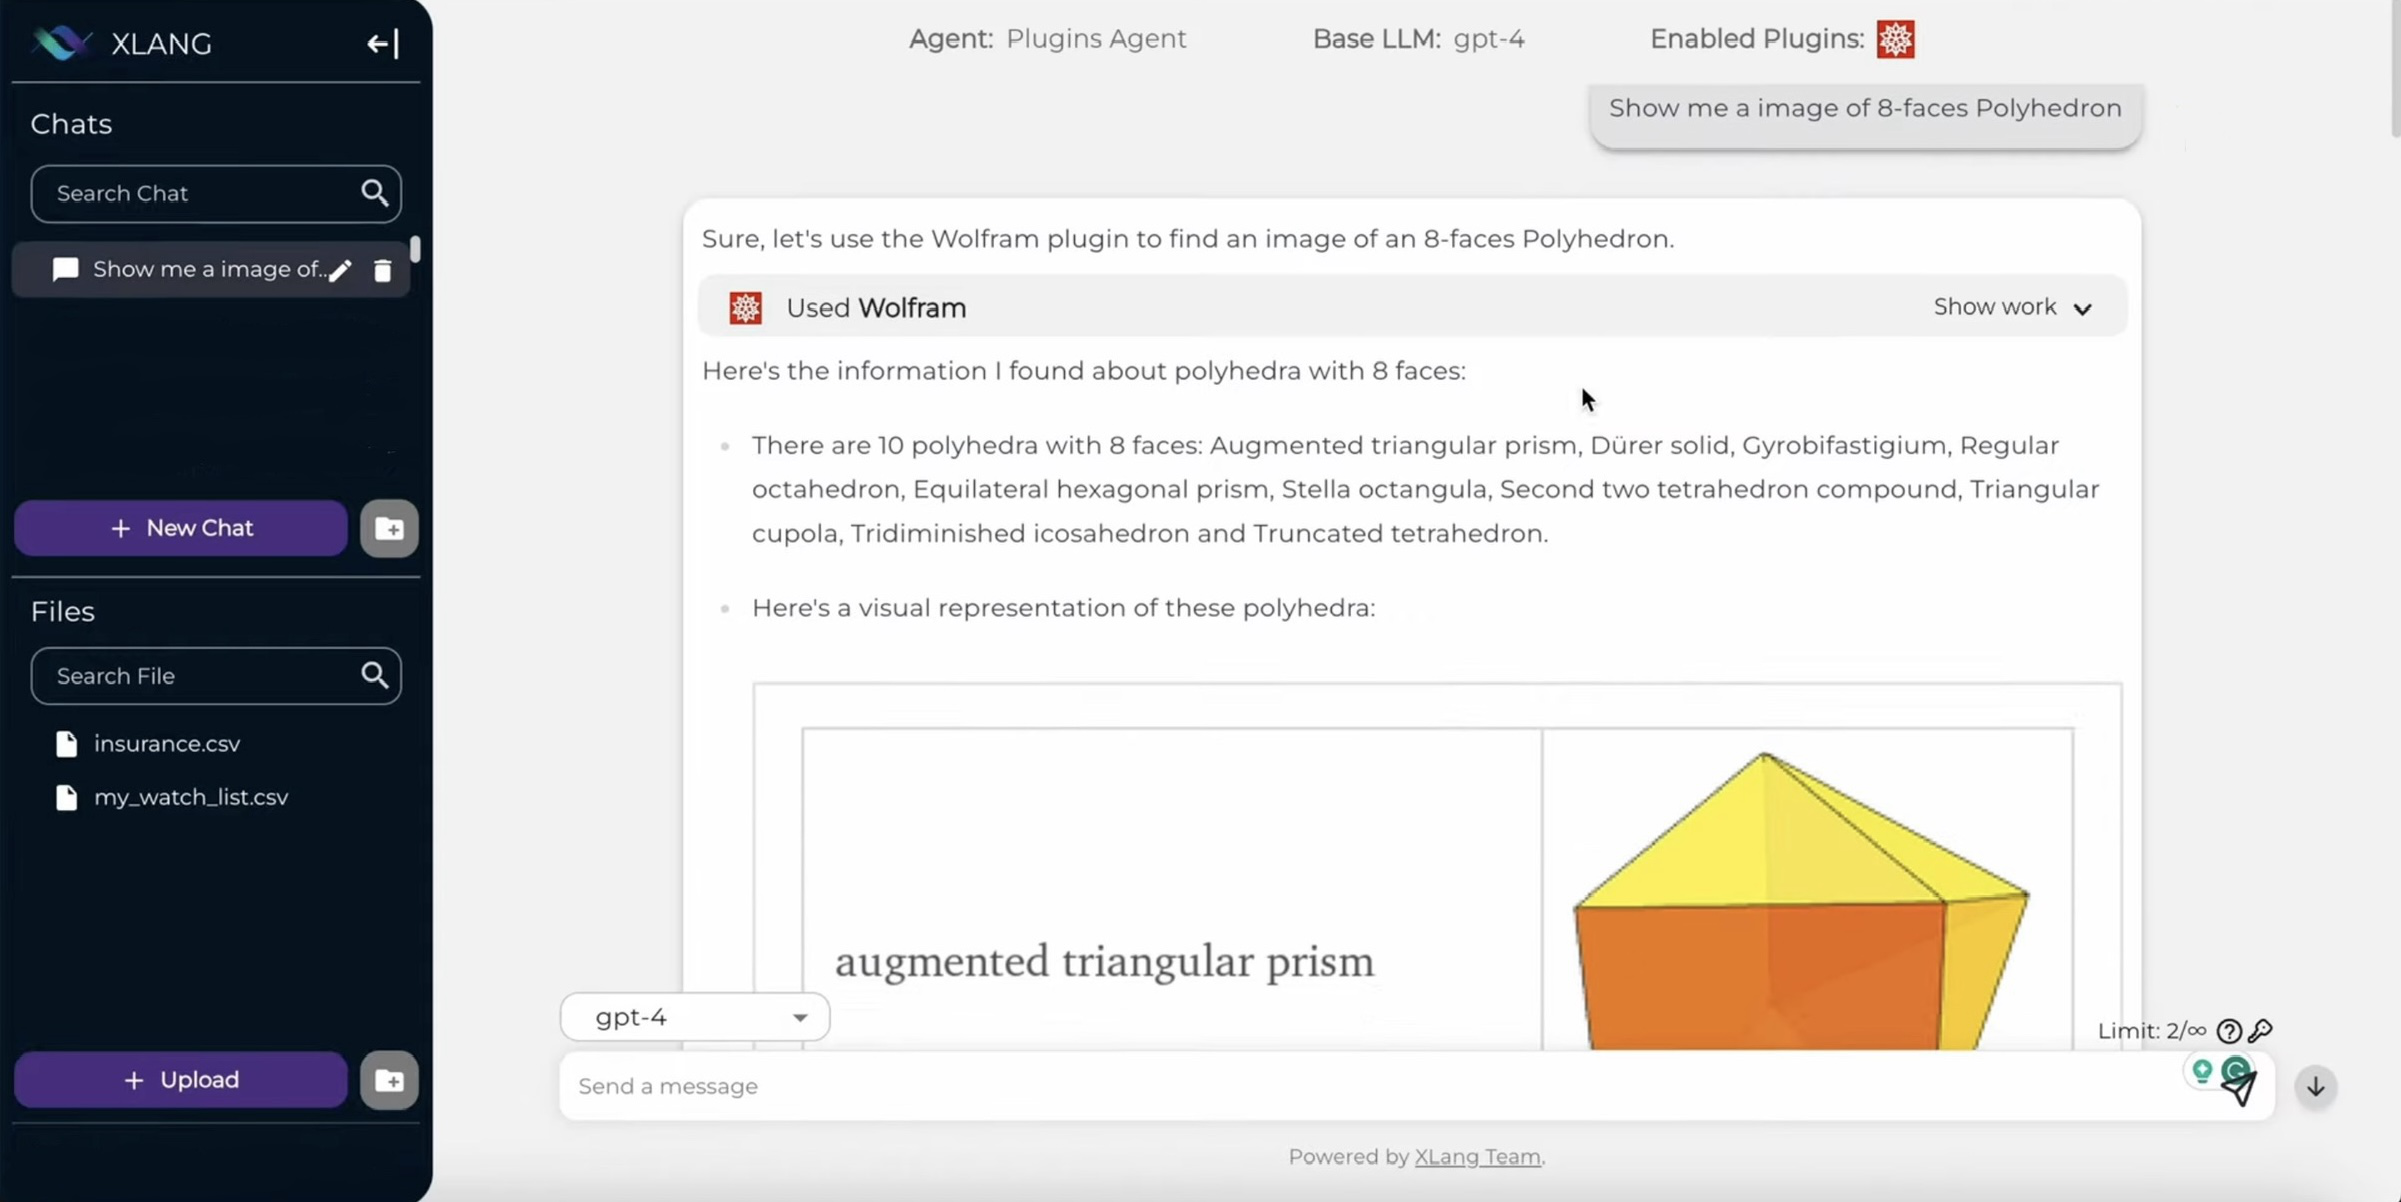 XLANG
Chats
Search Chat
Show me a image of..
+ New Chat
Files
Search File
insurance.csv
my_watch_list.csv
+ Upload
Agent: Plugins Agent
Base LLM: gpt-4
Enabled Plugins:
Show me a image of 8-faces Polyhedron
Sure, let's use the Wolfram plugin to find an image of an 8-faces Polyhedron.
Used Wolfram
Show work
Here's the information I found about polyhedra with 8 faces:
There are 10 polyhedra with 8 faces: Augmented triangular prism, Dürer solid, Gyrobifastigium, Regular
octahedron, Equilateral hexagonal prism, Stella octangula, Second two tetrahedron compound, Triangular
cupola, Tridiminished icosahedron and Truncated tetrahedron.
Here's a visual representation of these polyhedra:
augmented triangular prism
gpt-4
Limit: 2/∞
Send a message
Powered by XLang Team.